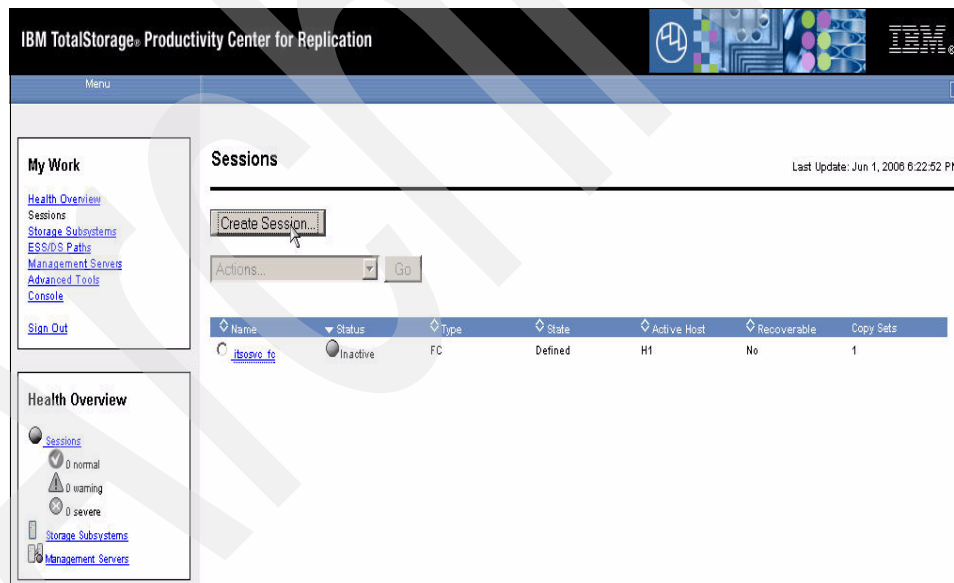 IBM TotalStorage® Productivity Center for Replication
IBM®
Menu
My Work
Health Overview
Sessions
Storage Subsystems
ESS/DS Paths
Management Servers
Advanced Tools
Console
Sign Out
Sessions
Last Update: Jun 1, 2006 6:22:52 PM
Create Session...
Actions... Go
Name Status Type State Active Host Recoverable Copy Sets
itsosvc_fc Inactive FC Defined H1 No 1
Health Overview
Sessions
0 normal
0 warning
0 severe
Storage Subsystems
Management Servers